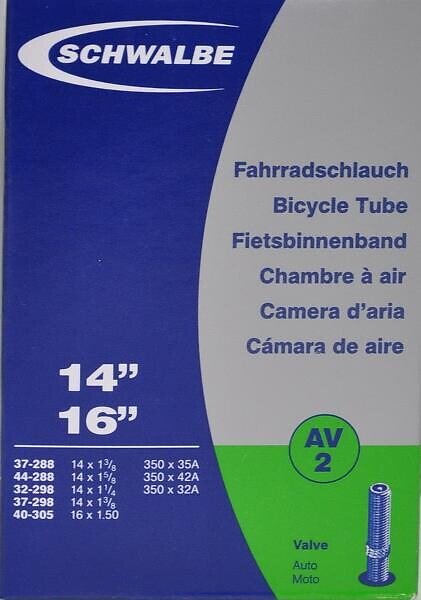 SCHWALBE
Fahrradschlauch
Bicycle Tube
Fietsbinnenband
Chambre à air
Camera d'aria
Cámara de aire
14”
16”
37-288 14 x 1 3/8 350 x 35A
44-288 14 x 1 5/8 350 x 42A
32-298 14 x 1 1/4 350 x 32A
37-298 14 x 1 3/8
40-305 16 x 1.50
AV
2
Valve
Auto
Moto